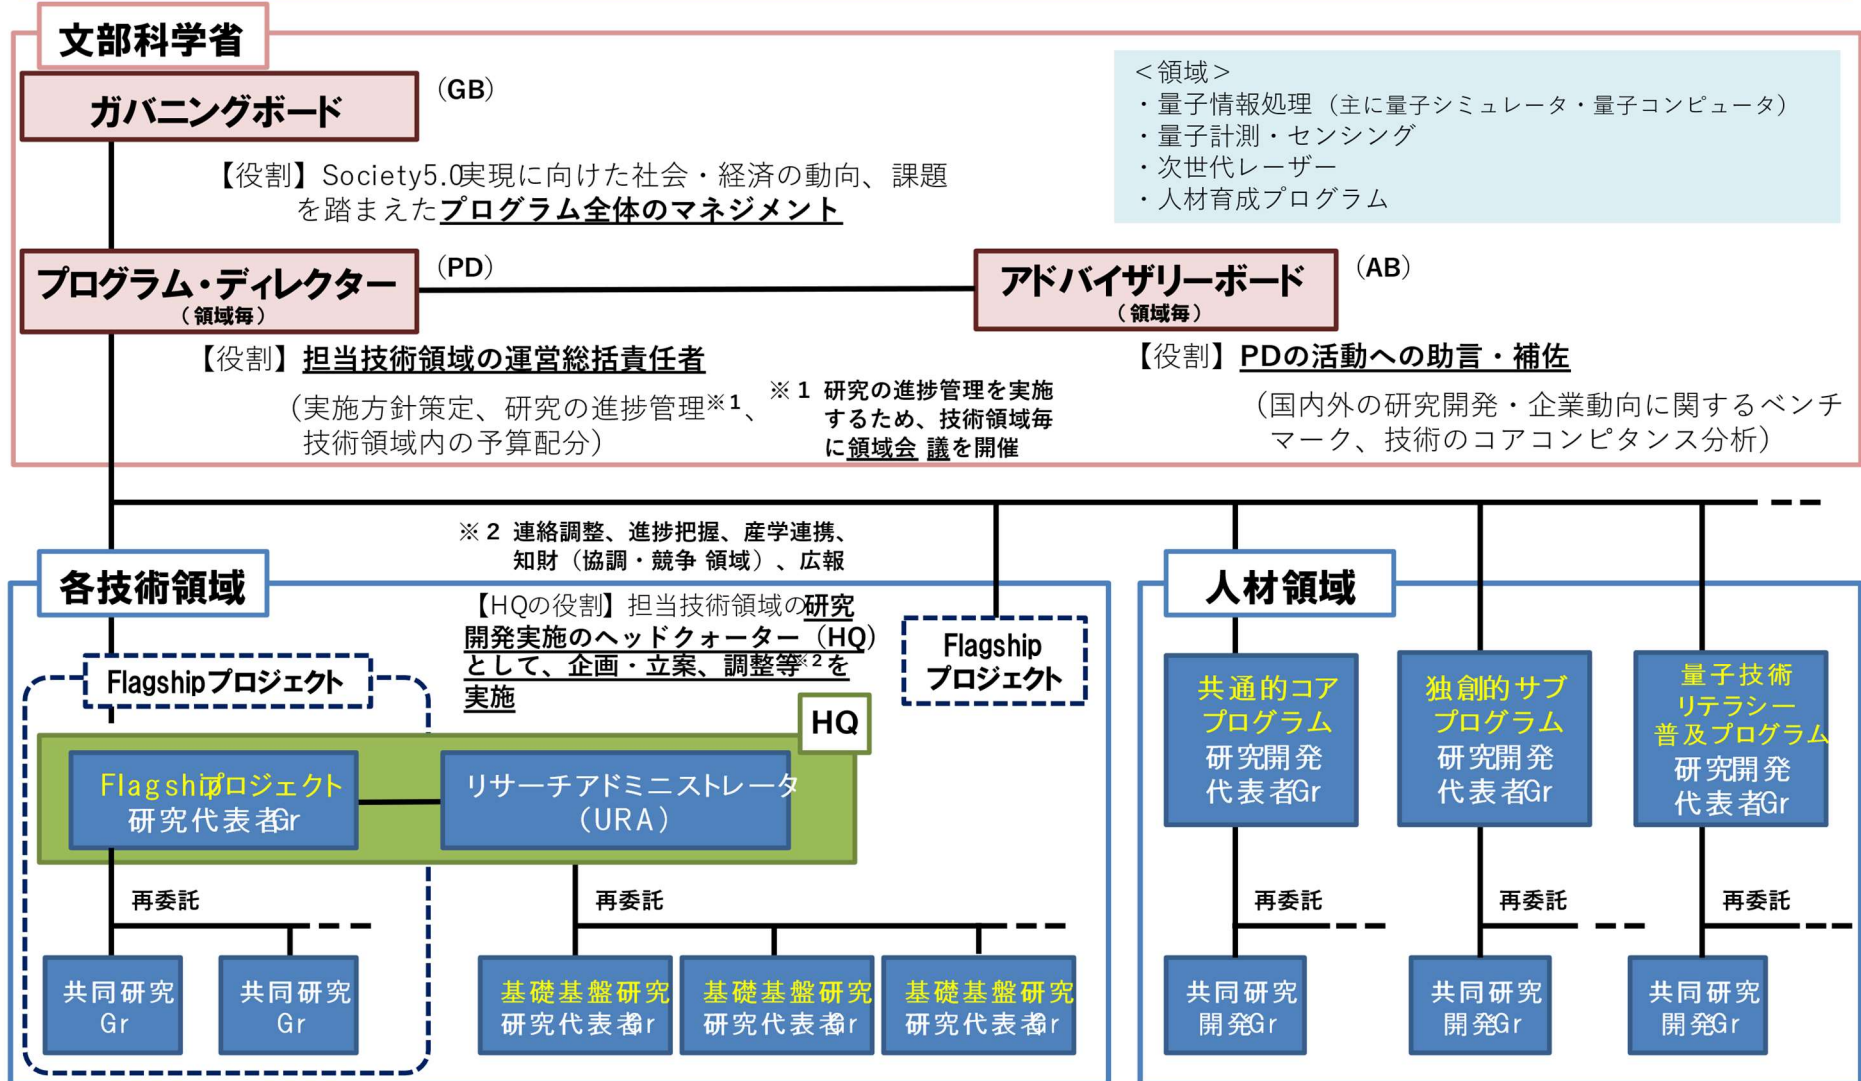 文部科学省
ガバニングボード
（GB）
【役割】Society5.0実現に向けた社会・経済の動向、課題
を踏まえたプログラム全体のマネジメント
＜領域＞
・量子情報処理（主に量子シミュレータ・量子コンピュータ）
・量子計測・センシング
・次世代レーザー
・人材育成プログラム
プログラム・ディレクター
（領域毎）
（PD）
アドバイザリーボード
（領域毎）
（AB）
【役割】担当技術領域の運営総括責任者
（実施方針策定、研究の進捗管理※1、
技術領域内の予算配分）
※１ 研究の進捗管理を実施
するため、技術領域毎
に領域会 議を開催
【役割】PDの活動への助言・補佐
（国内外の研究開発・企業動向に関するベンチ
マーク、技術のコアコンピタンス分析）
※２ 連絡調整、進捗把握、産学連携、
知財（協調・競争 領域）、広報
各技術領域
【HQの役割】担当技術領域の研究
開発実施のヘッドクォーター（HQ）
として、企画・立案、調整等※2を
実施
Flagshipプロジェクト
Flagship
プロジェクト
HQ
Flagshipプロジェクト
研究代表者Gr
リサーチアドミニストレータ
（URA）
再委託
再委託
共同研究
Gr
共同研究
Gr
基礎基盤研究
研究代表者Gr
基礎基盤研究
研究代表者Gr
基礎基盤研究
研究代表者Gr
人材領域
共通的コア
プログラム
研究開発
代表者Gr
独創的サブ
プログラム
研究開発
代表者Gr
量子技術
リテラシー
普及プログラム
研究開発
代表者Gr
再委託
再委託
再委託
共同研究
開発Gr
共同研究
開発Gr
共同研究
開発Gr